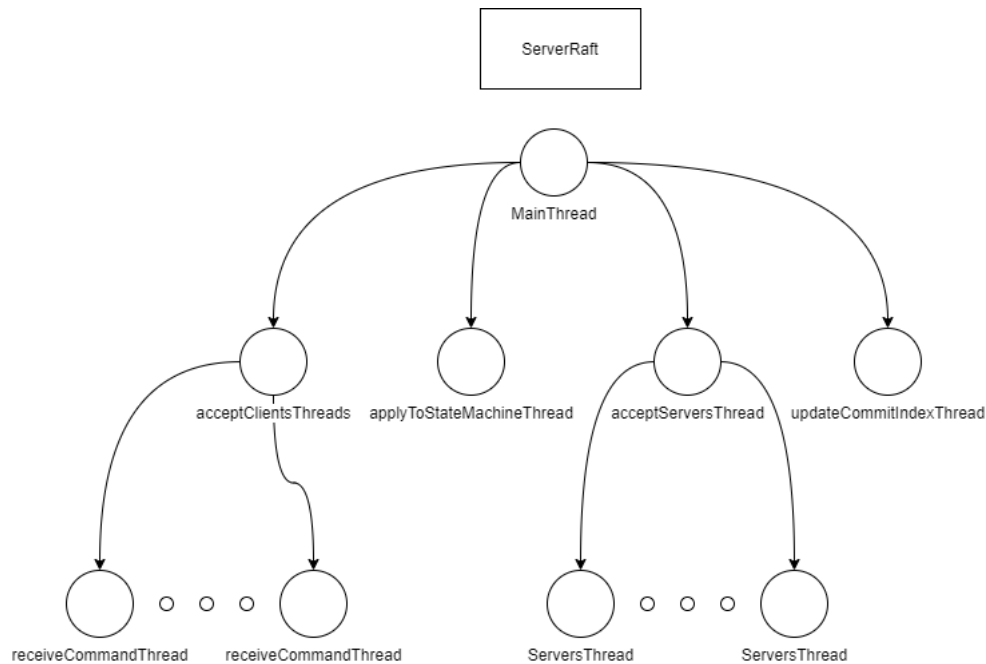 ServerRaft
MainThread
acceptClientsThreads
applyToStateMachineThread
acceptServersThread
updateCommitIndexThread
receiveCommandThread
receiveCommandThread
ServersThread
ServersThread